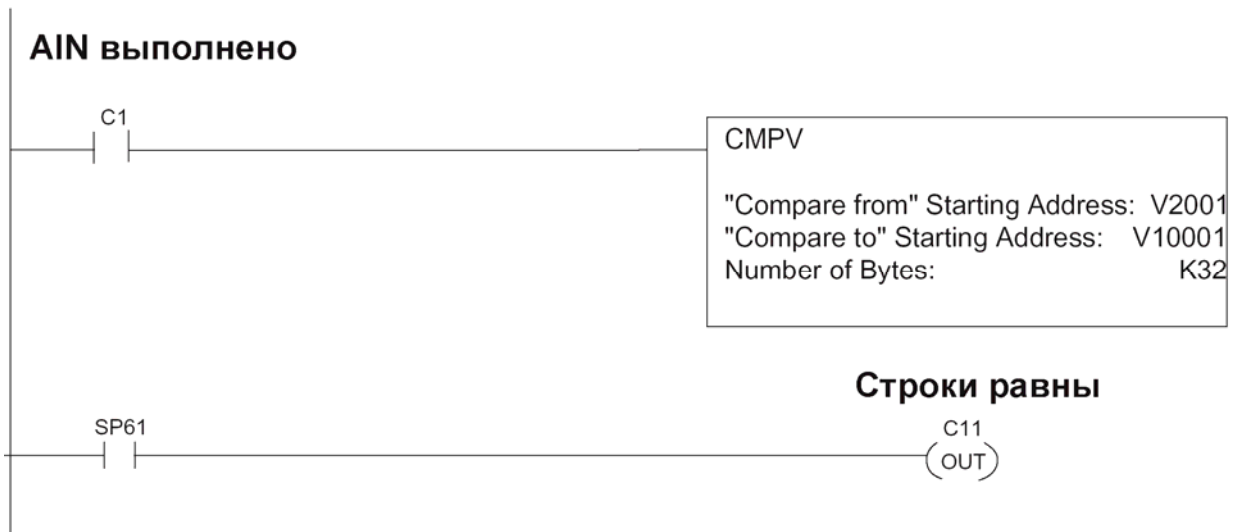 AIN выполнено
C1
CMPV
"Compare from" Starting Address: V2001
"Compare to" Starting Address: V10001
Number of Bytes: K32
Строки равны
SP61
C11
OUT